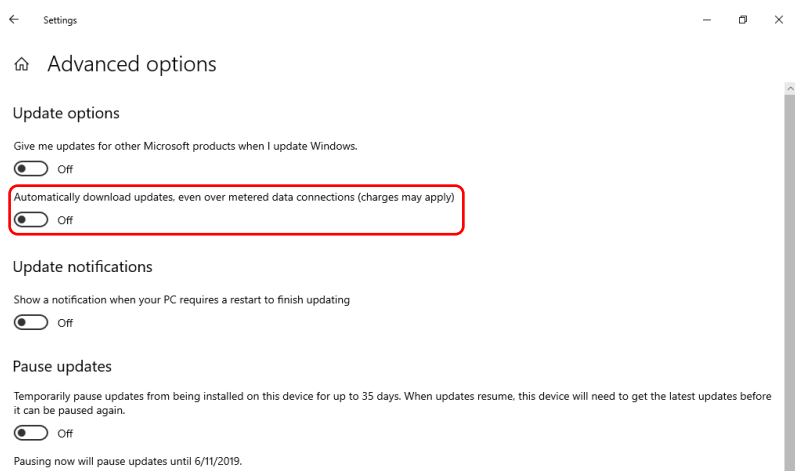 Settings
Advanced options
Update options
Give me updates for other Microsoft products when I update Windows.
Off
Automatically download updates, even over metered data connections (charges may apply)
Off
Update notifications
Show a notification when your PC requires a restart to finish updating
Off
Pause updates
Temporarily pause updates from being installed on this device for up to 35 days. When updates resume, this device will need to get the latest updates before
it can be paused again.
Off
Pausing now will pause updates until 6/11/2019.